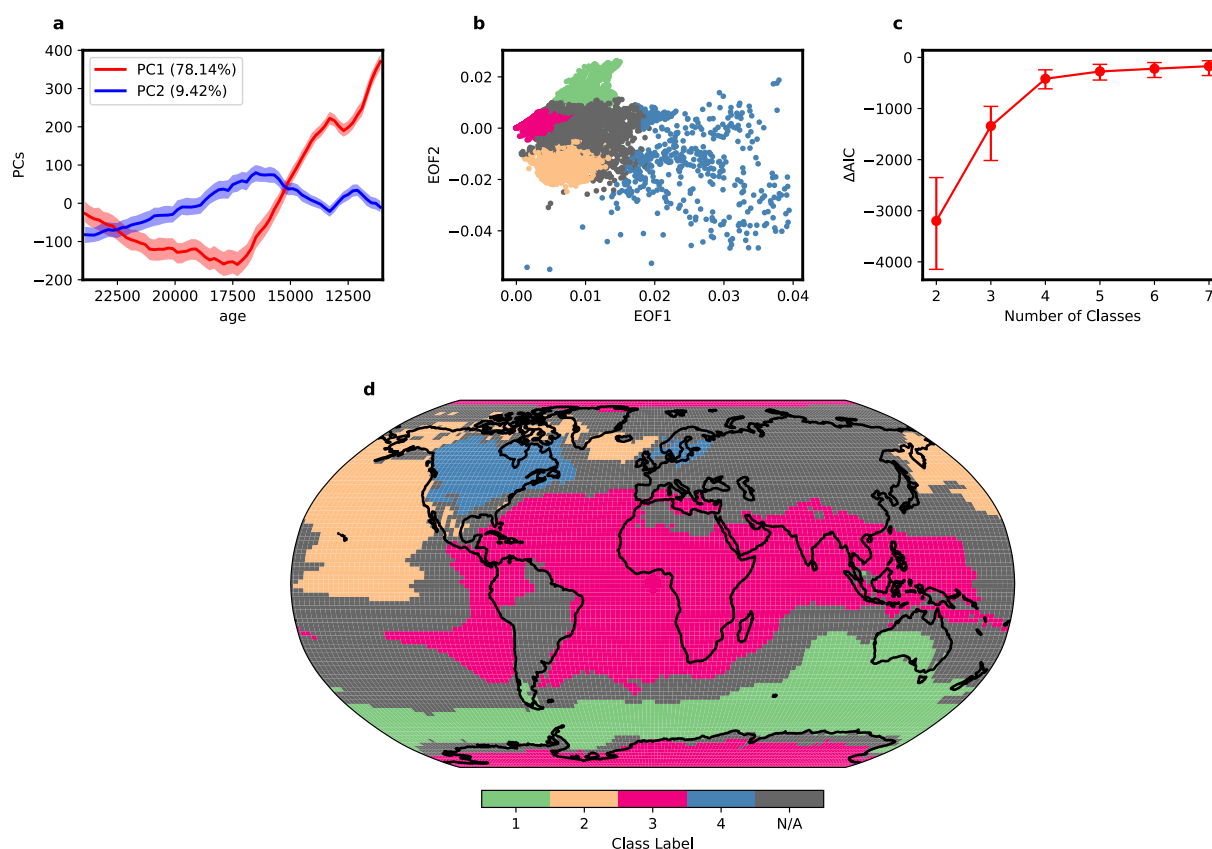 a
PC1 (78.14%)
PC2 (9.42%)
400
300
200
100
0
−100
−200
PCs
22500 20000 17500 15000 12500
age
b
0.02
0.00
−0.02
−0.04
EOF2
0.00 0.01 0.02 0.03 0.04
EOF1
c
0
−1000
−2000
−3000
−4000
ΔAIC
2 3 4 5 6 7
Number of Classes
d
1 2 3 4 N/A
Class Label